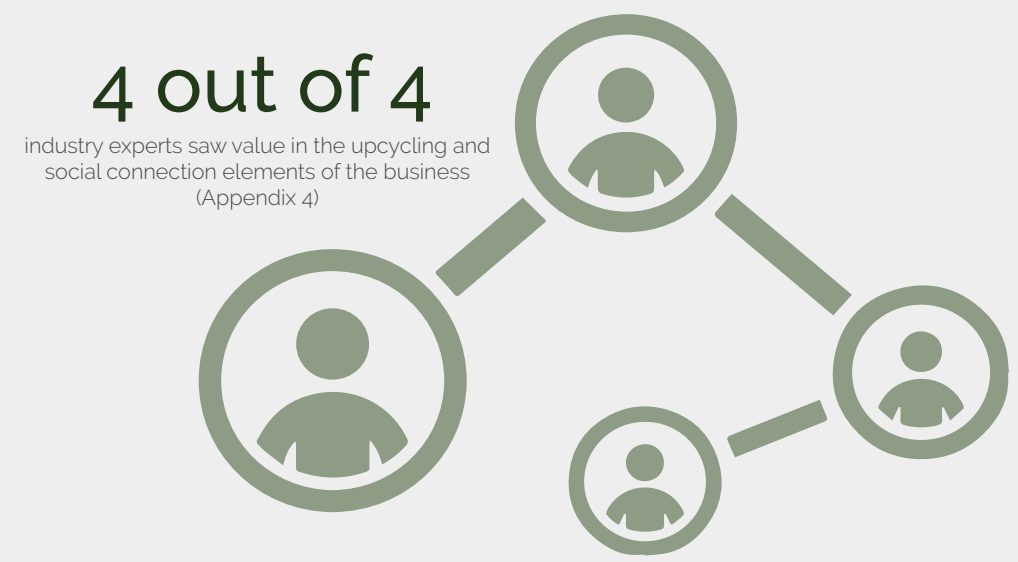 4 out of 4
industry experts saw value in the upcycling and
social connection elements of the business
(Appendix 4)